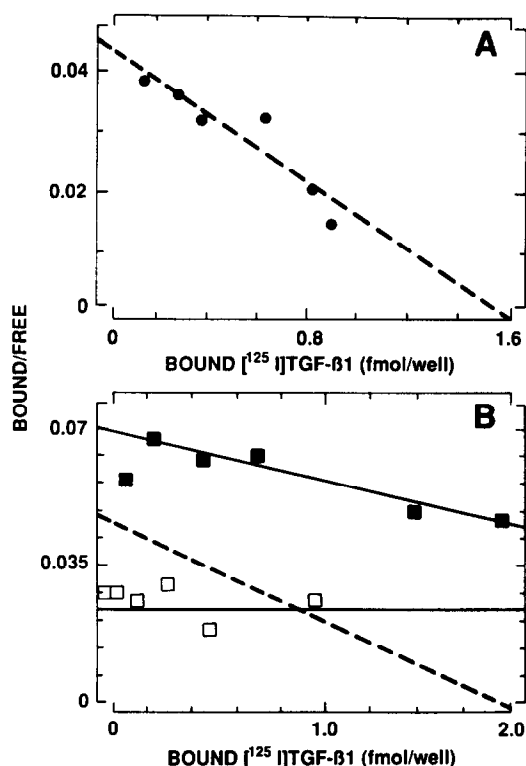 A
0.04
0.02
0
0 0.8 1.6
BOUND [¹²⁵ I]TGF-ß1 (fmol/well)
BOUND/FREE
B
0.07
0.035
0
0 1.0 2.0
BOUND [¹²⁵ I]TGF-ß1 (fmol/well)